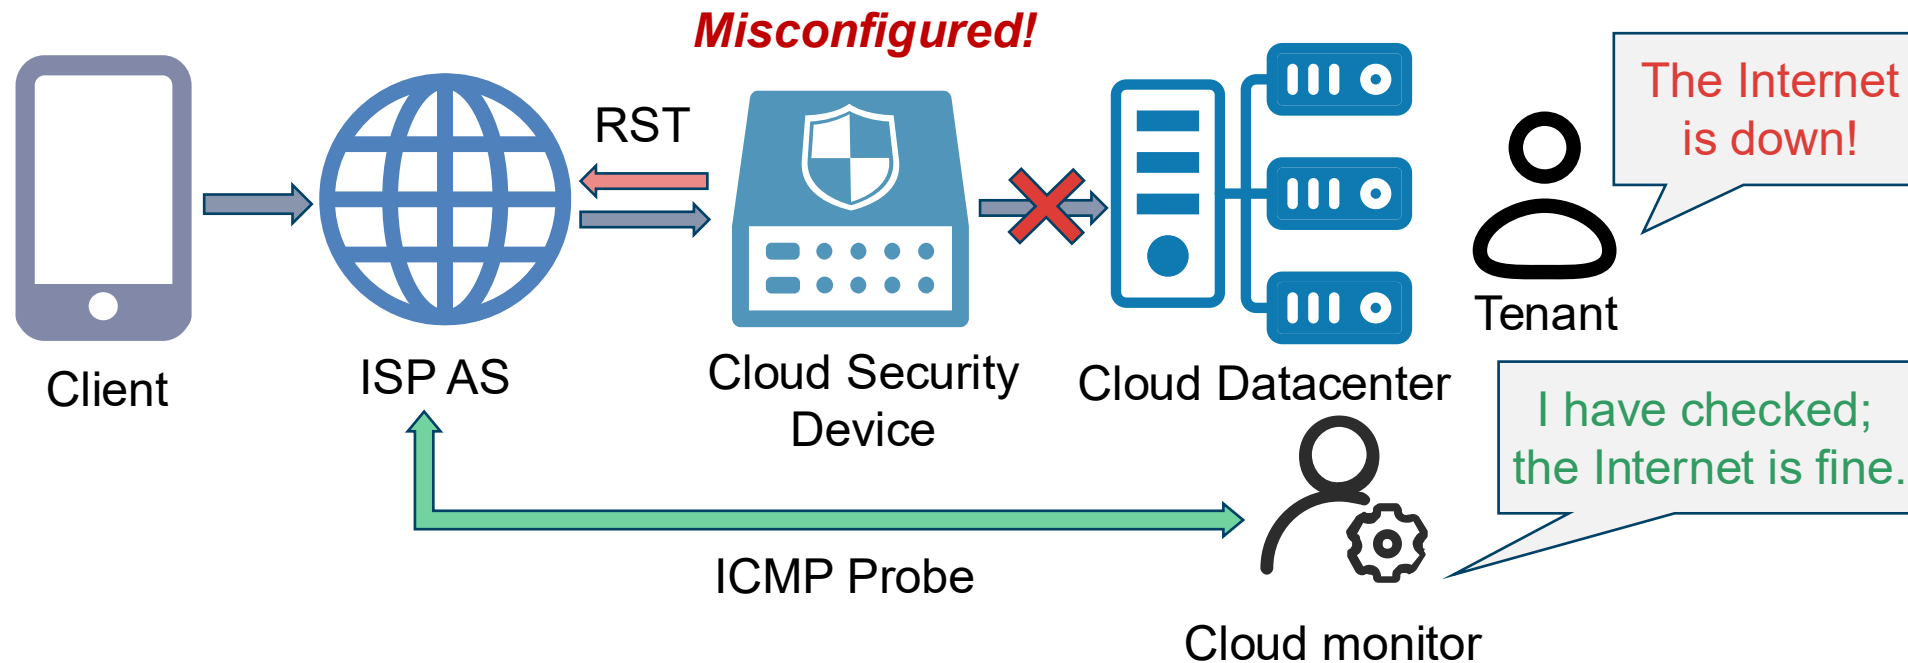 Misconfigured!
RST
The Internet
is down!
Client
ISP AS
Cloud Security
Device
Cloud Datacenter
Tenant
I have checked;
the Internet is fine.
ICMP Probe
Cloud monitor